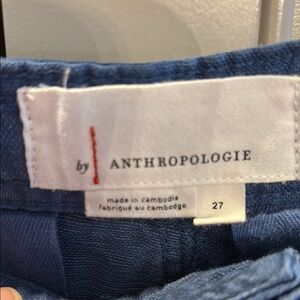 by ANTHROPOLOGIE
made in cambodia
fabriqué au cambodge
27